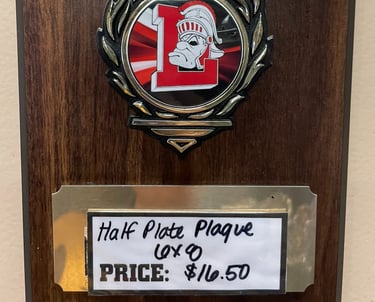 L
Half Plate Plaque
6x8
PRICE: $16.50